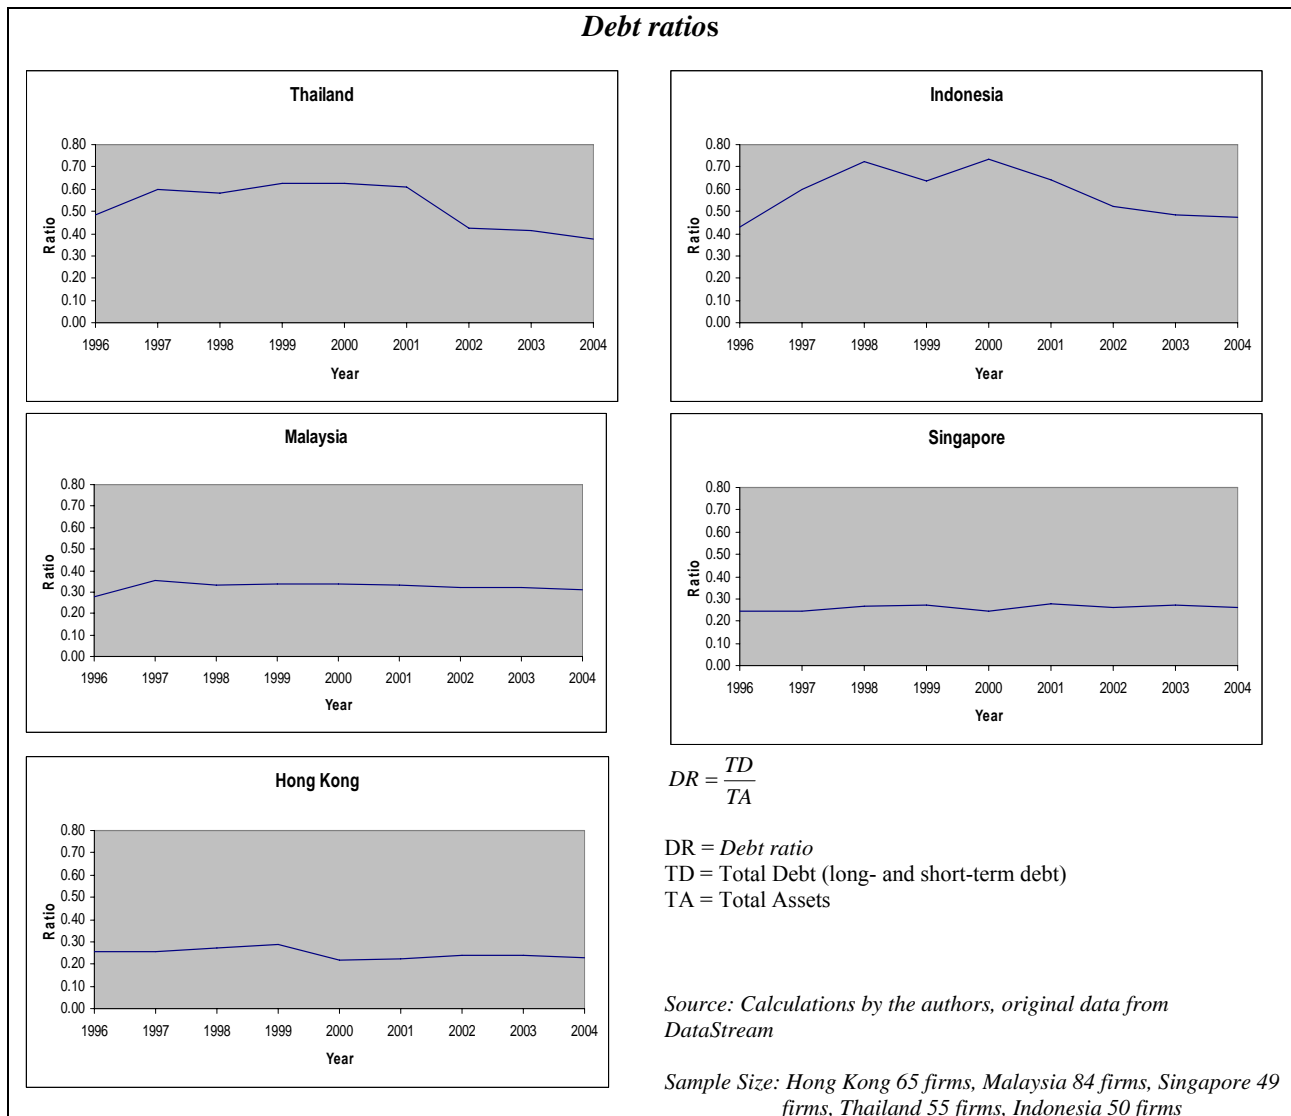 Debt ratios
Thailand
Ratio
0.80
0.70
0.60
0.50
0.40
0.30
0.20
0.10
0.00
1996 1997 1998 1999 2000 2001 2002 2003 2004
Year
Indonesia
Ratio
0.80
0.70
0.60
0.50
0.40
0.30
0.20
0.10
0.00
1996 1997 1998 1999 2000 2001 2002 2003 2004
Year
Malaysia
Ratio
0.80
0.70
0.60
0.50
0.40
0.30
0.20
0.10
0.00
1996 1997 1998 1999 2000 2001 2002 2003 2004
Year
Singapore
Ratio
0.80
0.70
0.60
0.50
0.40
0.30
0.20
0.10
0.00
1996 1997 1998 1999 2000 2001 2002 2003 2004
Year
Hong Kong
Ratio
0.80
0.70
0.60
0.50
0.40
0.30
0.20
0.10
0.00
1996 1997 1998 1999 2000 2001 2002 2003 2004
Year
DR = TD / TA
DR = Debt ratio
TD = Total Debt (long- and short-term debt)
TA = Total Assets
Source: Calculations by the authors, original data from
DataStream
Sample Size: Hong Kong 65 firms, Malaysia 84 firms, Singapore 49
firms, Thailand 55 firms, Indonesia 50 firms